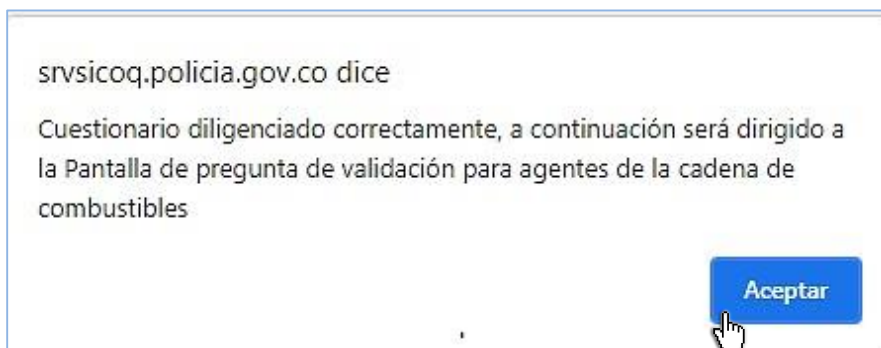 srvsicoq.policia.gov.co dice
Cuestionario diligenciado correctamente, a continuación será dirigido a
la Pantalla de pregunta de validación para agentes de la cadena de
combustibles
Aceptar